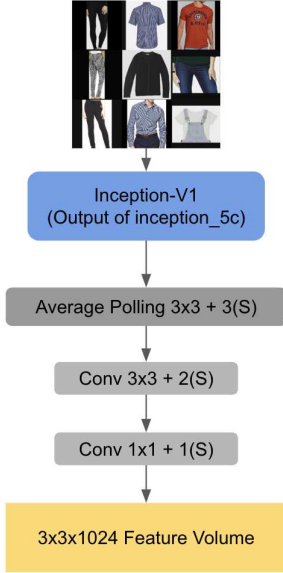 Inception-V1
(Output of inception_5c)
Average Polling 3x3 + 3(S)
Conv 3x3 + 2(S)
Conv 1x1 + 1(S)
3x3x1024 Feature Volume